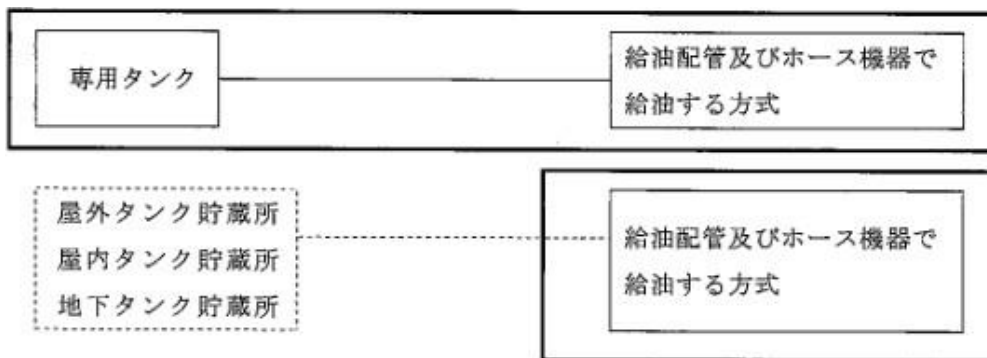 専用タンク
給油配管及びホース機器で
給油する方式
屋外タンク貯蔵所
屋内タンク貯蔵所
地下タンク貯蔵所
給油配管及びホース機器で
給油する方式